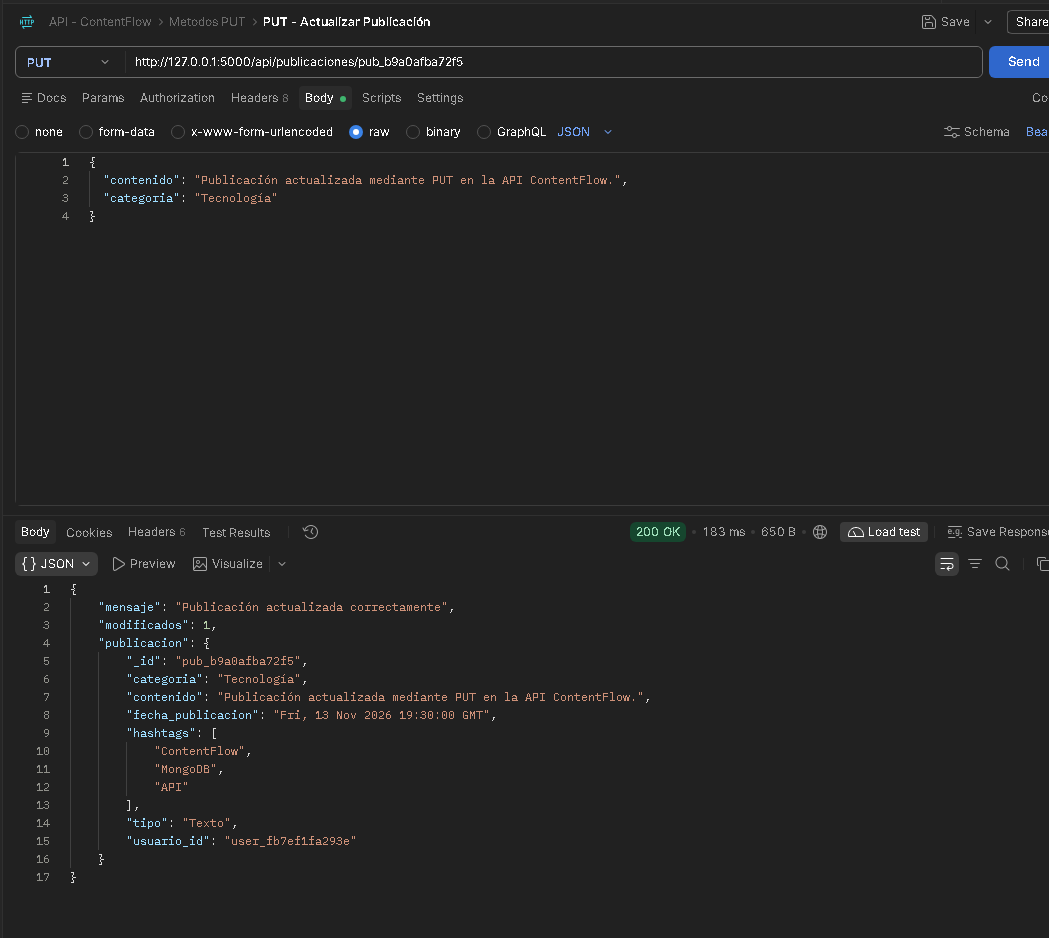 HTTP API - ContentFlow > Metodos PUT > PUT - Actualizar Publicación Save Share
PUT http://127.0.0.1:5000/api/publicaciones/pub_b9a0afba72f5 Send
Docs Params Authorization Headers 8 Body Scripts Settings Co
none form-data x-www-form-urlencoded raw binary GraphQL JSON Schema Bea
1 {
2 "contenido": "Publicación actualizada mediante PUT en la API ContentFlow.",
3 "categoria": "Tecnología"
4 }
Body Cookies Headers 6 Test Results 200 OK • 183 ms • 650 B • Load test e.g. Save Respons
{} JSON Preview Visualize
1 {
2 "mensaje": "Publicación actualizada correctamente",
3 "modificados": 1,
4 "publicacion": {
5 "_id": "pub_b9a0afba72f5",
6 "categoria": "Tecnología",
7 "contenido": "Publicación actualizada mediante PUT en la API ContentFlow.",
8 "fecha_publicacion": "Fri, 13 Nov 2026 19:30:00 GMT",
9 "hashtags": [
10 "ContentFlow",
11 "MongoDB",
12 "API"
13 ],
14 "tipo": "Texto",
15 "usuario_id": "user_fb7ef1fa293e"
16 }
17 }